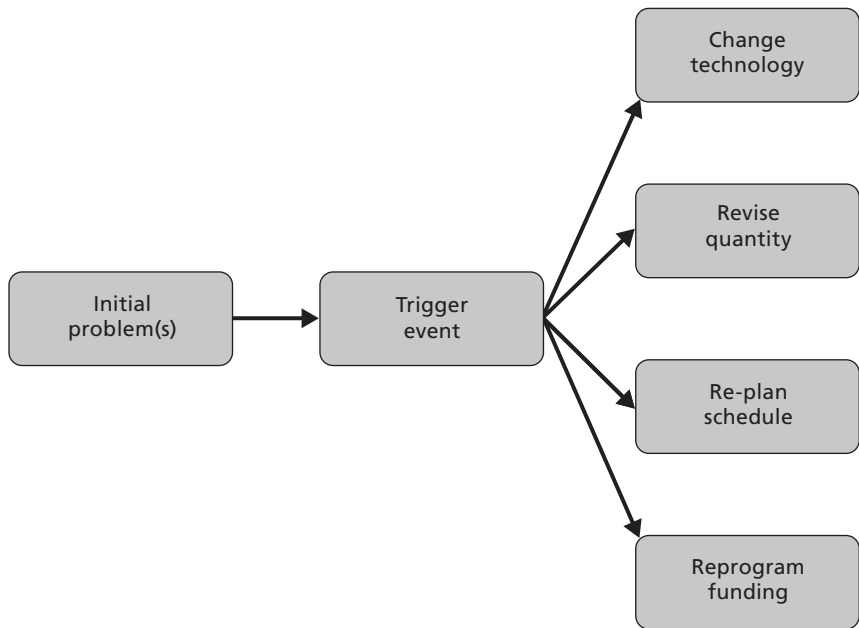 Change
technology
Revise
quantity
Initial
problem(s)
Trigger
event
Re-plan
schedule
Reprogram
funding